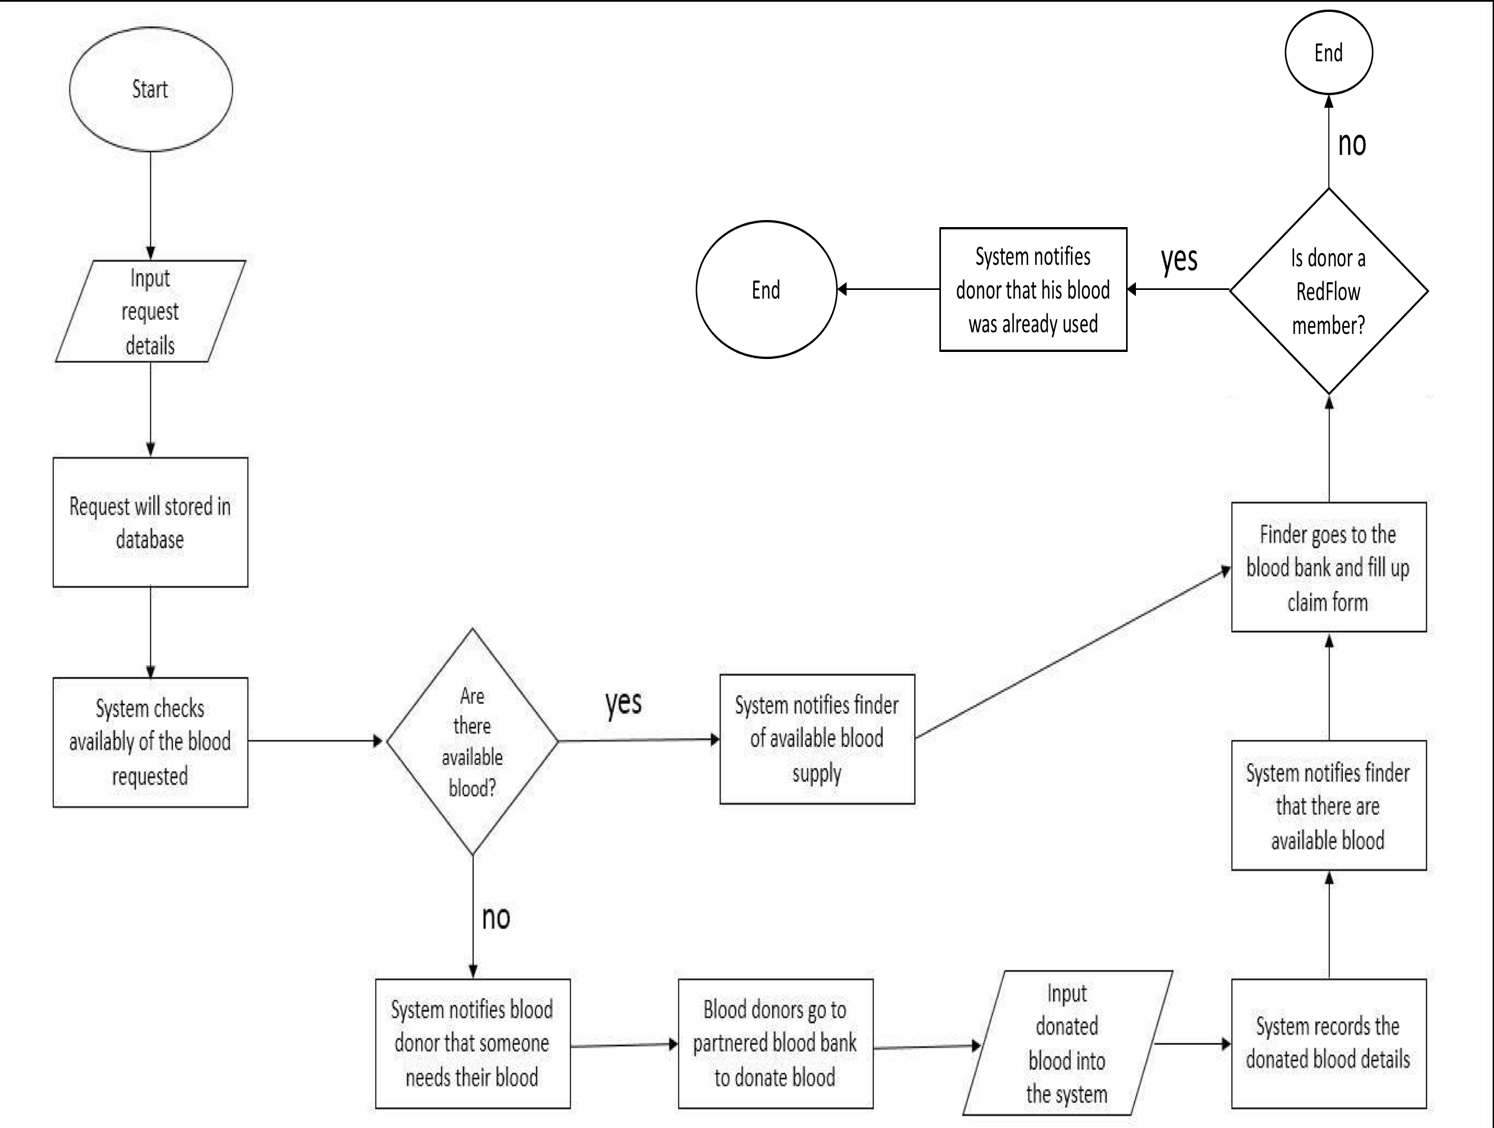 Start
Input
request
details
Request will stored in
database
System checks
availably of the blood
requested
Are
there
available
blood?
yes
System notifies finder
of available blood
supply
no
System notifies blood
donor that someone
needs their blood
Blood donors go to
partnered blood bank
to donate blood
Input
donated
blood into
the system
System records the
donated blood details
System notifies finder
that there are
available blood
Finder goes to the
blood bank and fill up
claim form
Is donor a
RedFlow
member?
yes
System notifies
donor that his blood
was already used
End
no
End